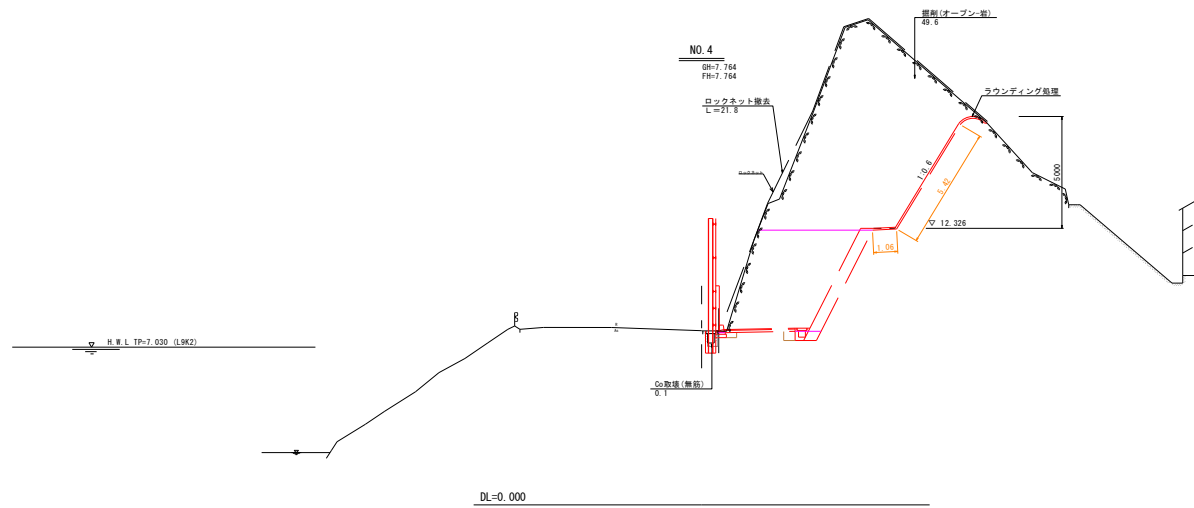 掘削(オープン-岩)
49.6
NO.4
GH=7.764
FH=7.764
ロックネット撤去
L=21.8
ラウンディング処理
1:0.6
5000
5.42
▽ 12.326
1.06
H.W.L TP=7.030 (L9K2)
Co取壊(無筋)
0.1
DL=0.000